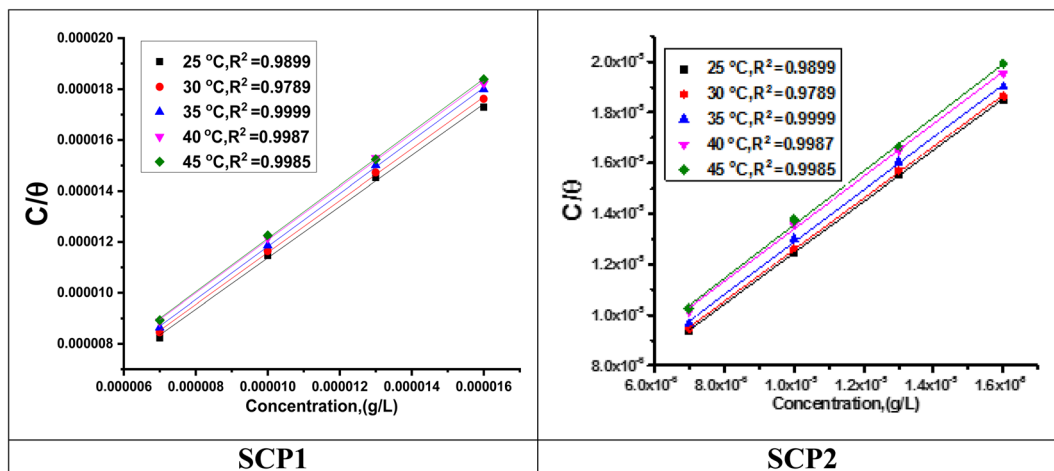 0.000020
0.000018
0.000016
0.000014
0.000012
0.000010
0.000008
C/θ
25 °C,R²=0.9899
30 °C,R²=0.9789
35 °C,R²=0.9999
40 °C,R²=0.9987
45 °C,R²=0.9985
0.000006 0.000008 0.000010 0.000012 0.000014 0.000016
Concentration,(g/L)
SCP1
2.0x10⁻⁵
1.8x10⁻⁵
1.6x10⁻⁵
1.4x10⁻⁵
1.2x10⁻⁵
1.0x10⁻⁵
8.0x10⁻⁶
C/θ
25 °C,R²=0.9899
30 °C,R²=0.9789
35 °C,R²=0.9999
40 °C,R²=0.9987
45 °C,R²=0.9985
6.0x10⁻⁶ 8.0x10⁻⁶ 1.0x10⁻⁵ 1.2x10⁻⁵ 1.4x10⁻⁵ 1.6x10⁻⁵
Concentration,(g/L)
SCP2